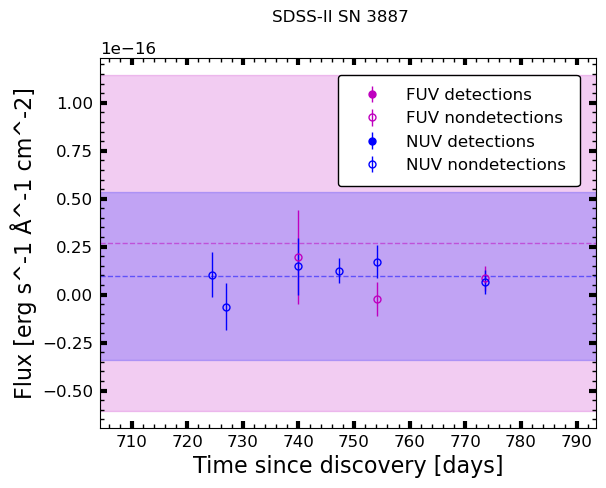 SDSS-II SN 3887
1e−16
FUV detections
FUV nondetections
NUV detections
NUV nondetections
1.00
0.75
0.50
0.25
0.00
−0.25
−0.50
Flux [erg s^-1 Å^-1 cm^-2]
710 720 730 740 750 760 770 780 790
Time since discovery [days]